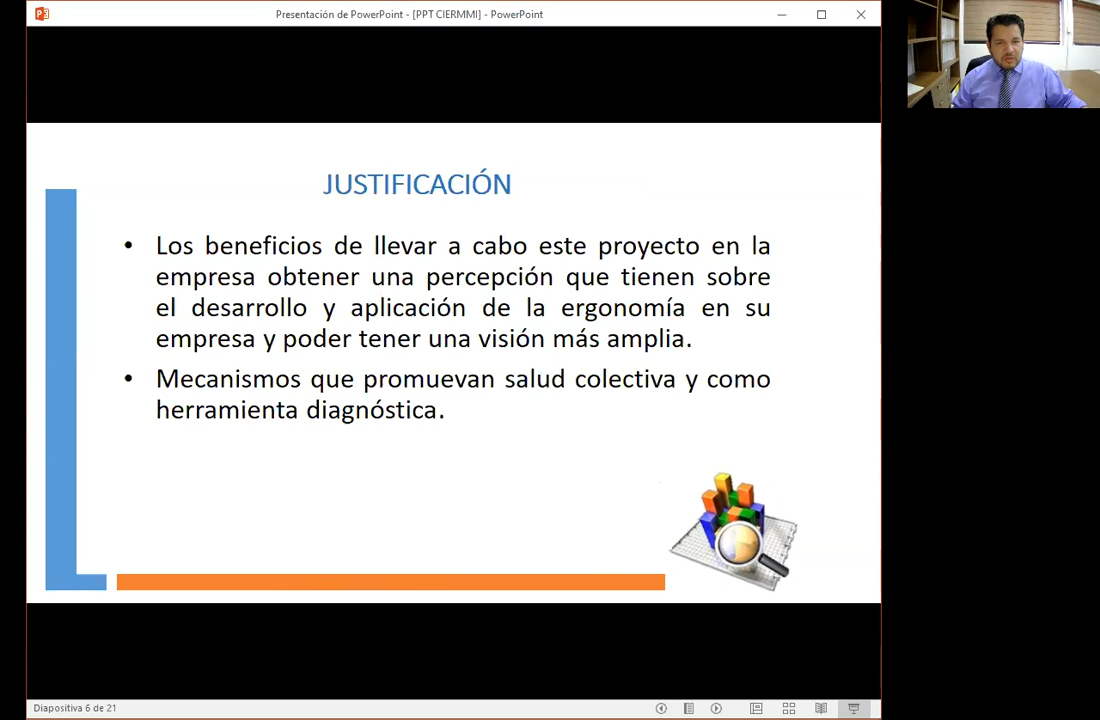 Presentación de PowerPoint - [PPT CIERMMI] - PowerPoint
JUSTIFICACIÓN
• Los beneficios de llevar a cabo este proyecto en la
empresa obtener una percepción que tienen sobre
el desarrollo y aplicación de la ergonomía en su
empresa y poder tener una visión más amplia.
• Mecanismos que promuevan salud colectiva y como
herramienta diagnóstica.
Diapositiva 6 de 21